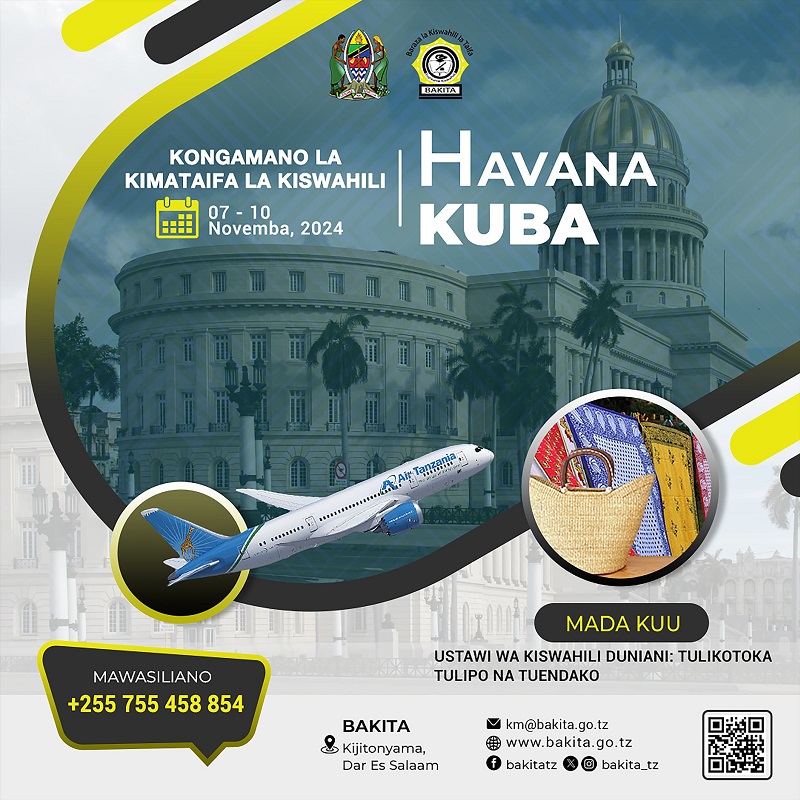 Baraza la Kiswahili la Taifa
BAKITA
KONGAMANO LA
KIMATAIFA LA KISWAHILI
07 - 10
Novemba, 2024
HAVANA
KUBA
Air Tanzania
MADA KUU
USTAWI WA KISWAHILI DUNIANI: TULIKOTOKA
TULIPO NA TUENDAKO
MAWASILIANO
+255 755 458 854
BAKITA
Kijitonyama,
Dar Es Salaam
km@bakita.go.tz
www.bakita.go.tz
bakitatz bakita_tz